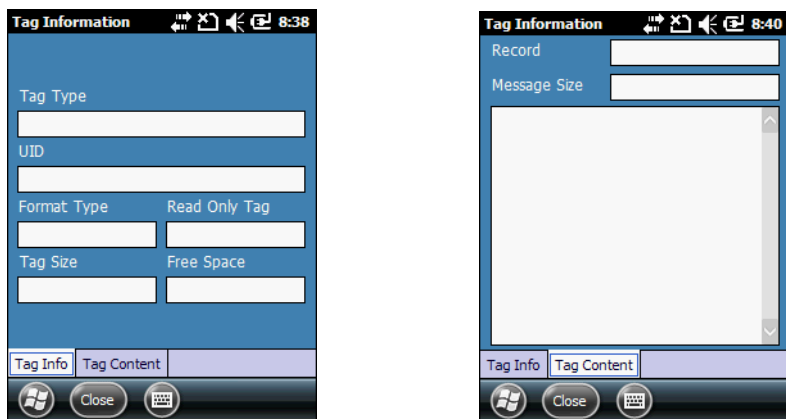 Tag Information 8:38
Tag Type
UID
Format Type Read Only Tag
Tag Size Free Space
Tag Info Tag Content
Close
Tag Information 8:40
Record
Message Size
Tag Info Tag Content
Close